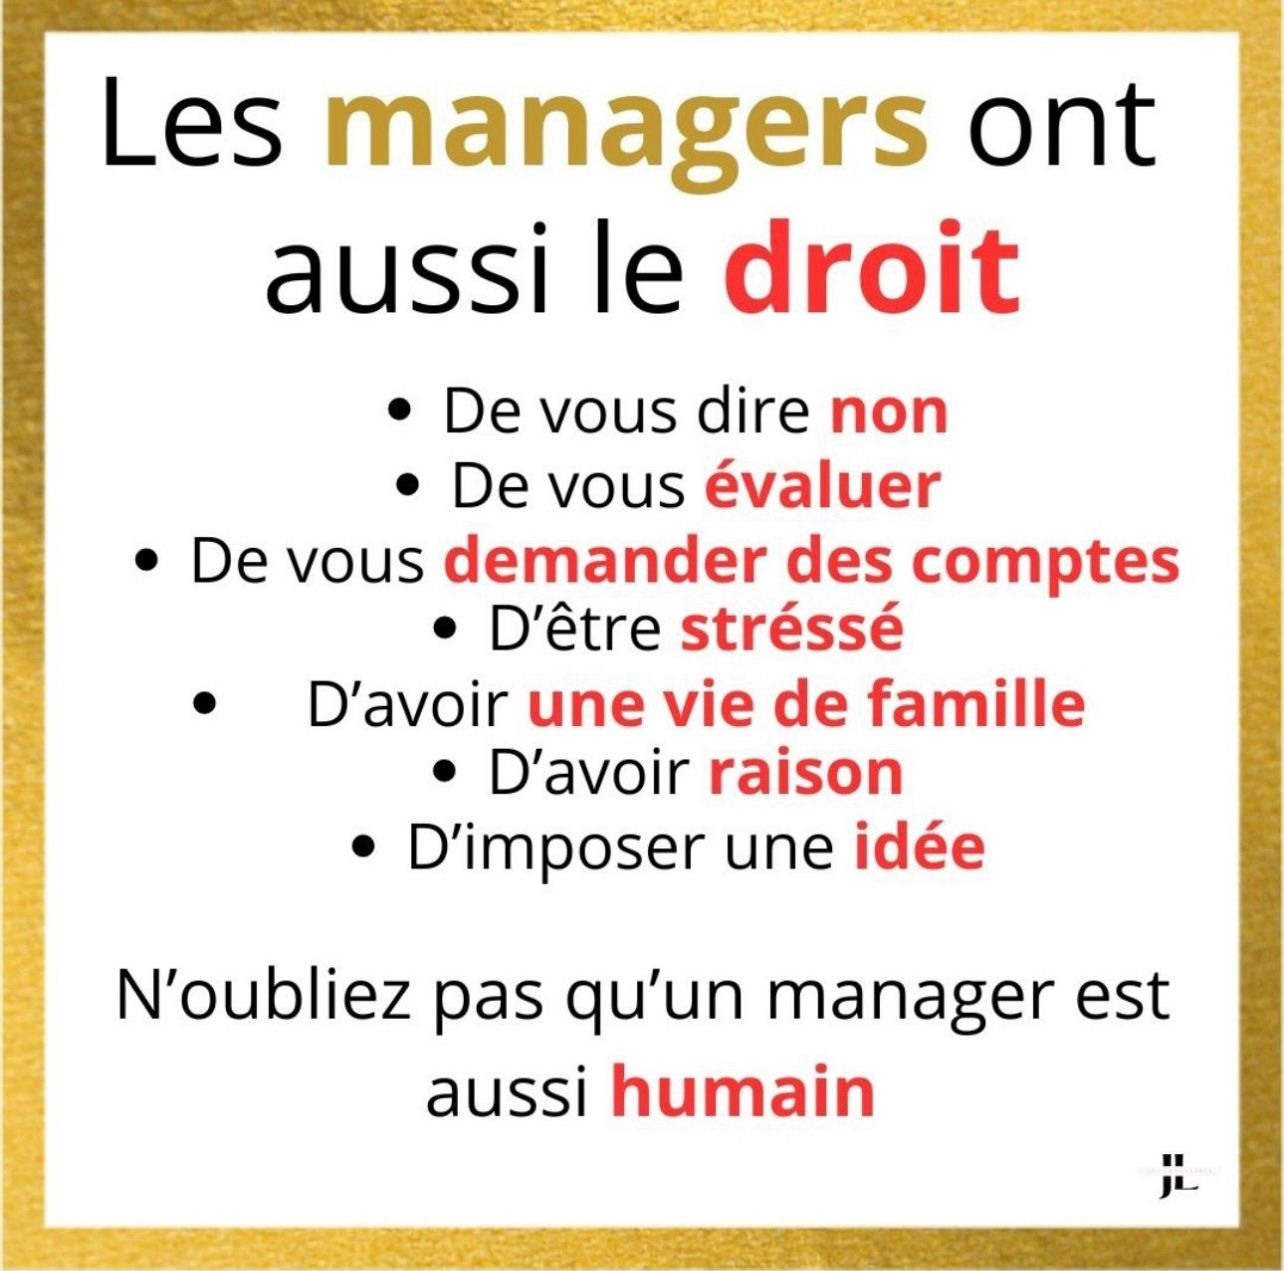 Les managers ont
aussi le droit
• De vous dire non
• De vous évaluer
• De vous demander des comptes
• D’être stréssé
• D’avoir une vie de famille
• D’avoir raison
• D’imposer une idée
N’oubliez pas qu’un manager est
aussi humain
JL